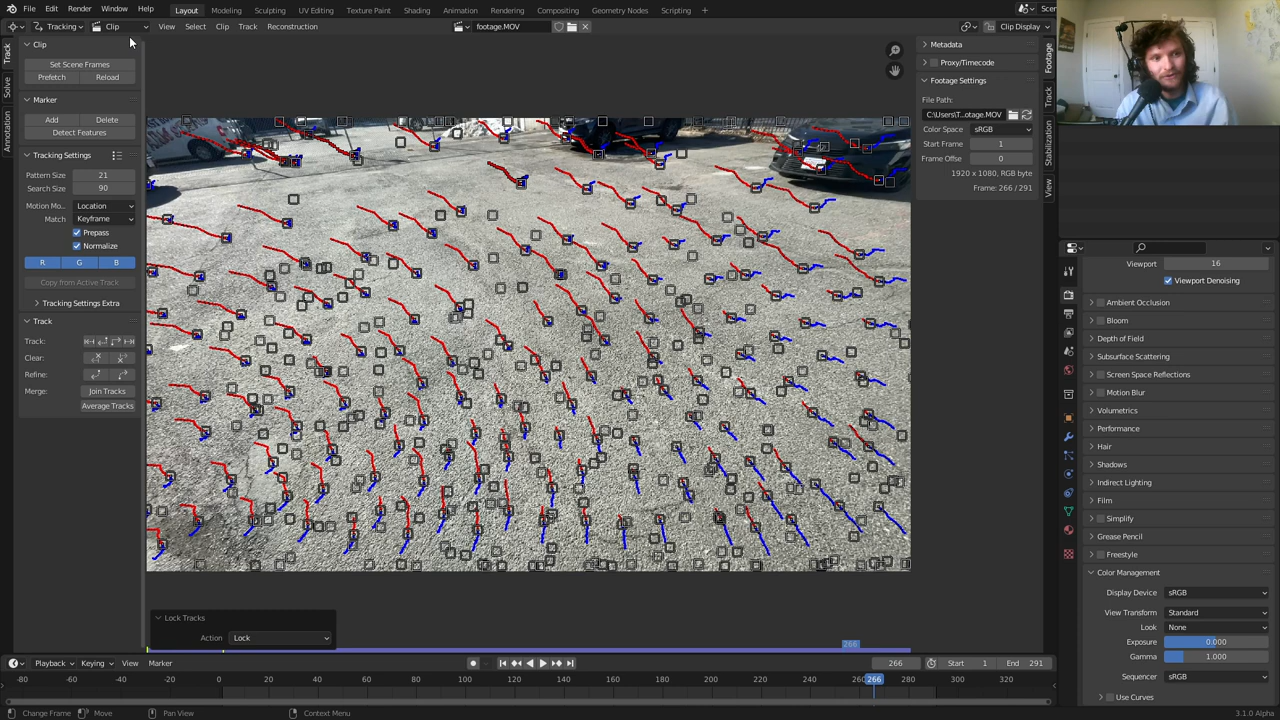 File Edit Render Window Help Layout Modeling Sculpting UV Editing Texture Paint Shading Animation Rendering Compositing Geometry Nodes Scripting + Scer
Tracking Clip View Select Clip Track Reconstruction footage.MOV Clip Display
Track
Solve
Annotation
Clip
Set Scene Frames
Prefetch Reload
Marker
Add Delete
Detect Features
Tracking Settings
Pattern Size 21
Search Size 90
Motion Mo... Location
Match Keyframe
Prepass
Normalize
R G B
Copy from Active Track
Tracking Settings Extra
Track
Track:
Clear:
Refine:
Merge: Join Tracks
Average Tracks
Lock Tracks
Action Lock
266
Metadata
Proxy/Timecode
Footage Settings
File Path:
C:\Users\T...otage.MOV
Color Space sRGB
Start Frame 1
Frame Offse 0
1920 x 1080, RGB byte
Frame: 266 / 291
Footage
Track
Stabilization
View
Viewport 16
Viewport Denoising
Ambient Occlusion
Bloom
Depth of Field
Subsurface Scattering
Screen Space Reflections
Motion Blur
Volumetrics
Performance
Hair
Shadows
Indirect Lighting
Film
Simplify
Grease Pencil
Freestyle
Color Management
Display Device sRGB
View Transform Standard
Look None
Exposure 0.000
Gamma 1.000
Sequencer sRGB
Use Curves
Playback Keying View Marker 266 Start 1 End 291
-80 -60 -40 -20 0 20 40 60 80 100 120 140 160 180 200 220 240 260 266 280 300 320
Change Frame Move Pan View Context Menu 3.1.0 Alpha